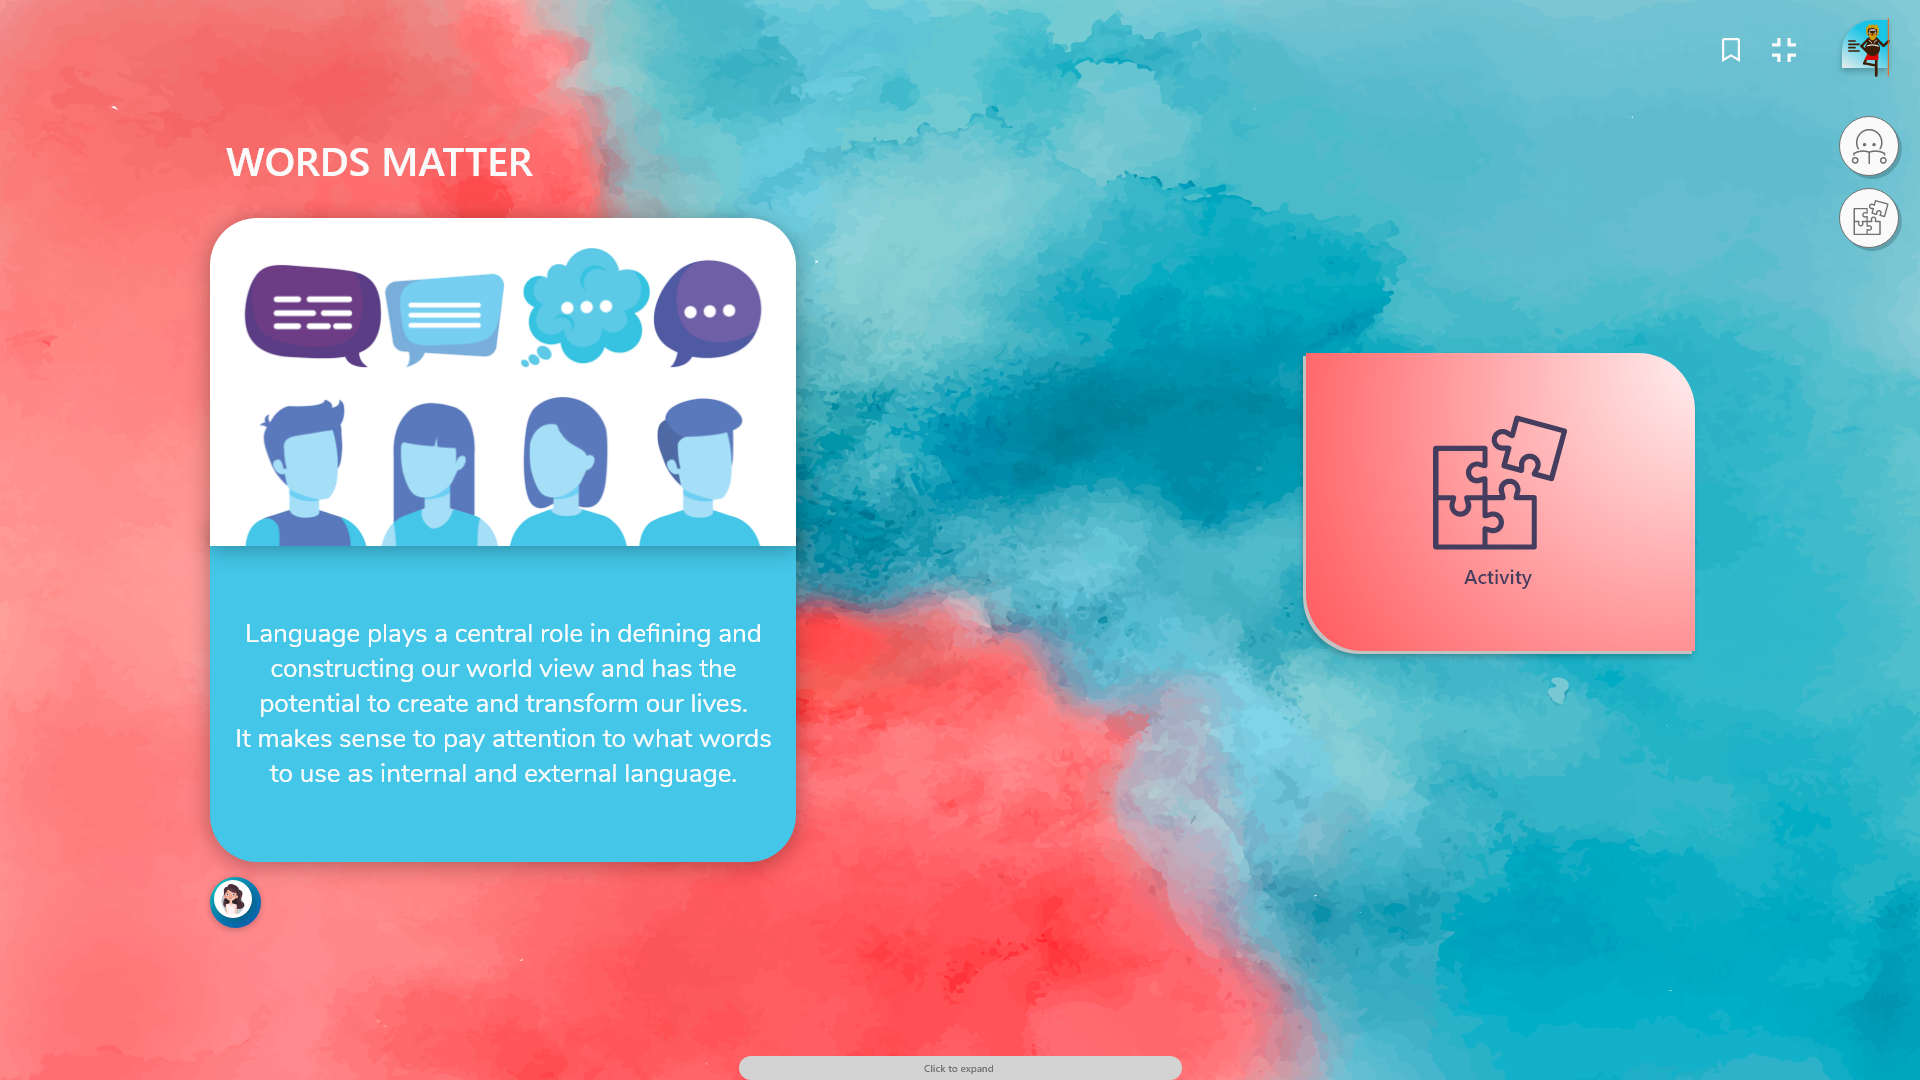 WORDS MATTER
Language plays a central role in defining and
constructing our world view and has the
potential to create and transform our lives.
It makes sense to pay attention to what words
to use as internal and external language.
Activity
Click to expand